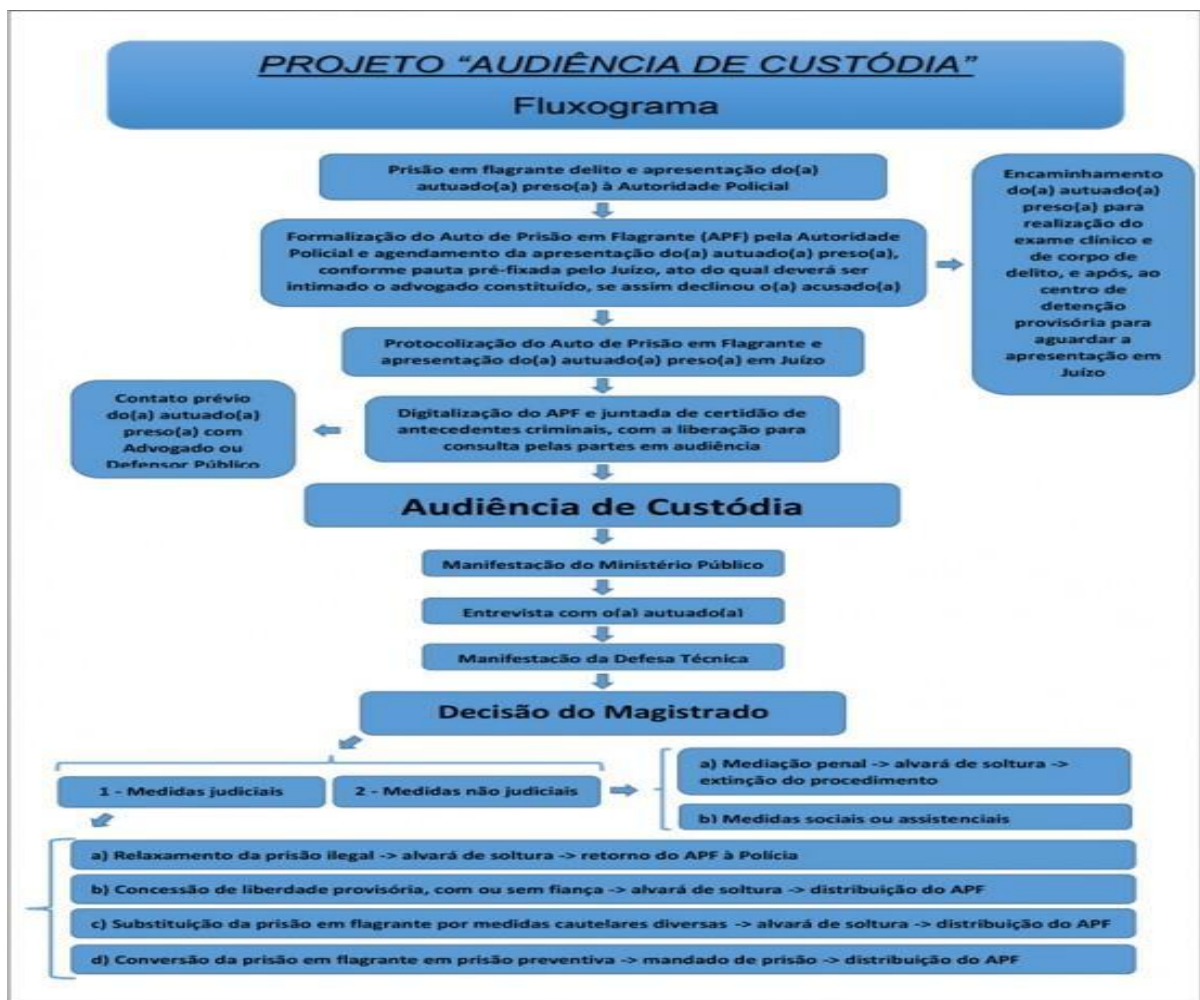 PROJETO “AUDIÊNCIA DE CUSTÓDIA”
Fluxograma
Prisão em flagrante delito e apresentação do(a)
autuado(a) preso(a) à Autoridade Policial
Formalização do Auto de Prisão em Flagrante (APF) pela Autoridade
Policial e agendamento da apresentação do(a) autuado(a) preso(a),
conforme pauta pré-fixada pelo Juízo, ato do qual deverá ser
intimado o advogado constituído, se assim declinou o(a) acusado(a)
Encaminhamento
do(a) autuado(a)
preso(a) para
realização do
exame clínico e
de corpo de
delito, e após, ao
centro de
detenção
provisória para
aguardar a
apresentação em
Juízo
Protocolização do Auto de Prisão em Flagrante e
apresentação do(a) autuado(a) preso(a) em Juízo
Digitalização do APF e juntada de certidão de
antecedentes criminais, com a liberação para
consulta pelas partes em audiência
Contato prévio
do(a) autuado(a)
preso(a) com
Advogado ou
Defensor Público
Audiência de Custódia
Manifestação do Ministério Público
Entrevista com o(a) autuado(a)
Manifestação da Defesa Técnica
Decisão do Magistrado
1 - Medidas judiciais
2 - Medidas não judiciais
a) Mediação penal -> alvará de soltura ->
extinção do procedimento
b) Medidas sociais ou assistenciais
a) Relaxamento da prisão ilegal -> alvará de soltura -> retorno do APF à Polícia
b) Concessão de liberdade provisória, com ou sem fiança -> alvará de soltura -> distribuição do APF
c) Substituição da prisão em flagrante por medidas cautelares diversas -> alvará de soltura -> distribuição do APF
d) Conversão da prisão em flagrante em prisão preventiva -> mandado de prisão -> distribuição do APF